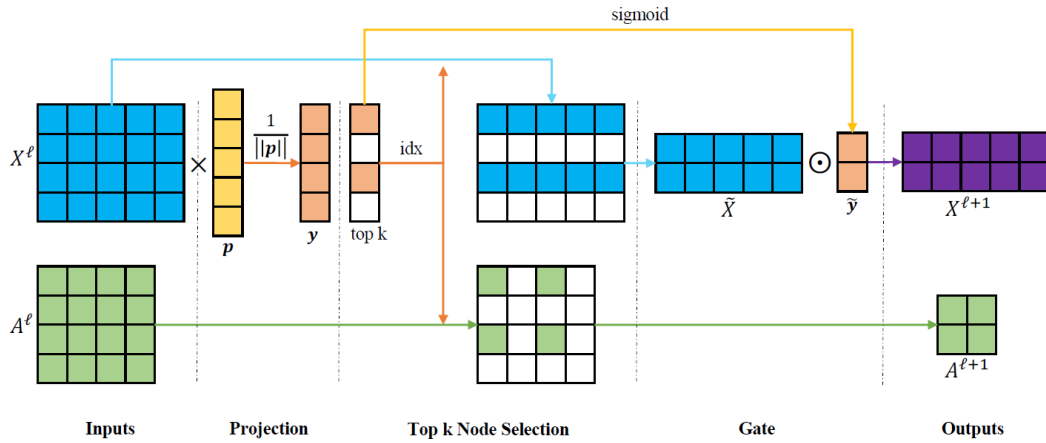 sigmoid
X^ℓ
×
1
||p||
idx
⊙
p
y
top k
X̃
ỹ
X^{ℓ+1}
A^ℓ
A^{ℓ+1}
Inputs
Projection
Top k Node Selection
Gate
Outputs